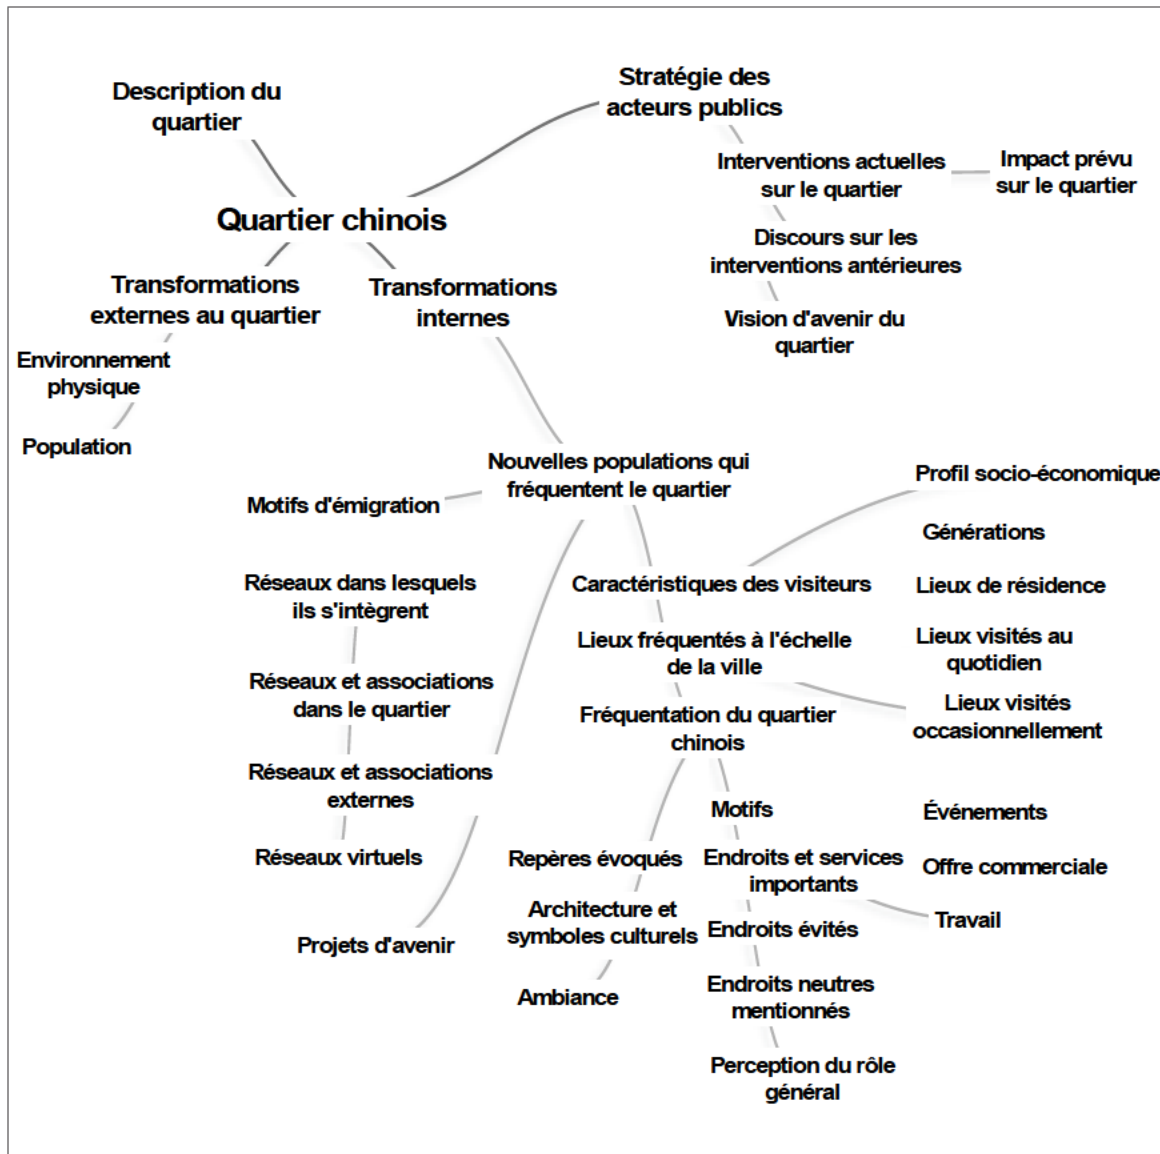 Description du
quartier
Stratégie des
acteurs publics
Interventions actuelles
sur le quartier
Impact prévu
sur le quartier
Quartier chinois
Discours sur les
interventions antérieures
Transformations
externes au quartier
Transformations
internes
Vision d'avenir du
quartier
Environnement
physique
Population
Nouvelles populations qui
fréquentent le quartier
Profil socio-économique
Motifs d'émigration
Générations
Réseaux dans lesquels
ils s'intègrent
Caractéristiques des visiteurs
Lieux de résidence
Lieux fréquentés à l'échelle
de la ville
Lieux visités au
quotidien
Réseaux et associations
dans le quartier
Fréquentation du quartier
chinois
Lieux visités
occasionnellement
Réseaux et associations
externes
Motifs
Événements
Réseaux virtuels
Repères évoqués
Endroits et services
importants
Offre commerciale
Architecture et
symboles culturels
Endroits évités
Travail
Projets d'avenir
Ambiance
Endroits neutres
mentionnés
Perception du rôle
général